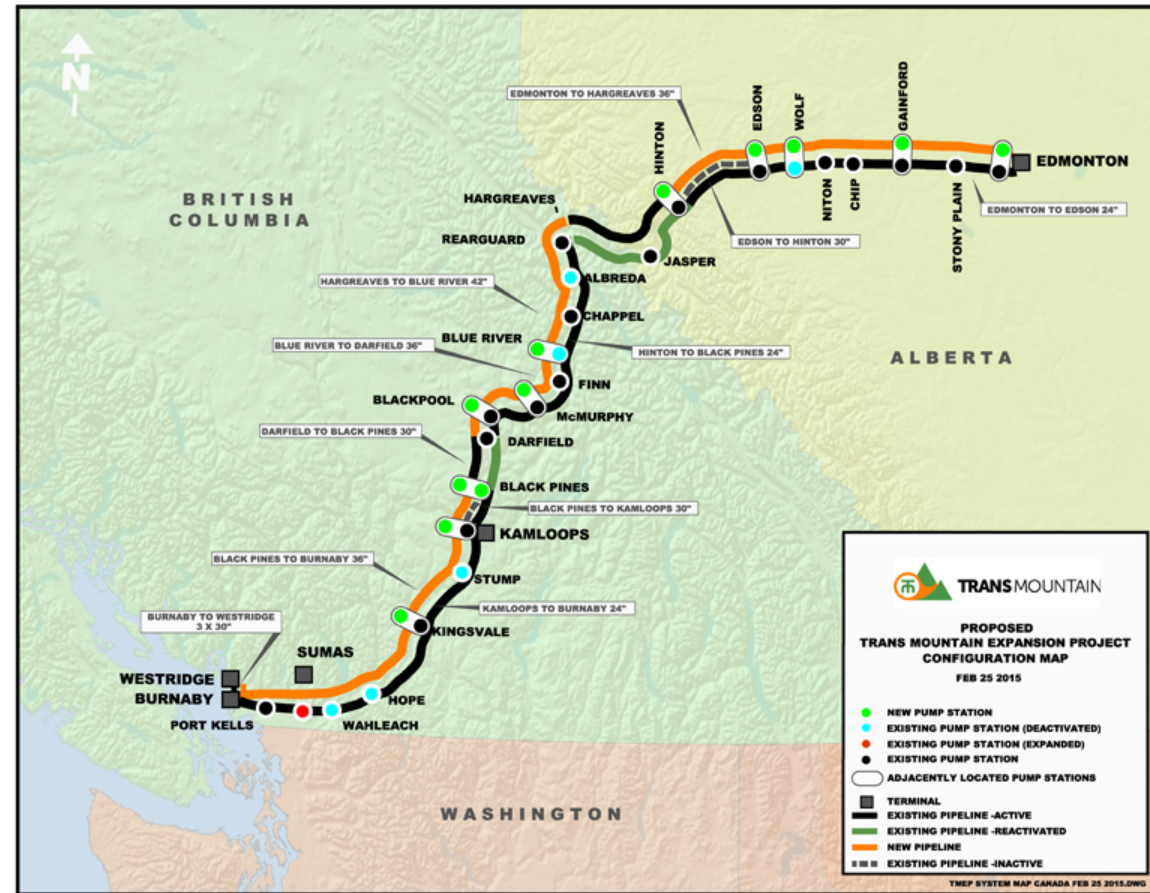 N
EDMONTON TO HARGREAVES 36"
EDSON
WOLF
GAINFORD
HINTON
EDMONTON
BRITISH
COLUMBIA
HARGREAVES
NITON
CHIP
STONY PLAIN
EDMONTON TO EDSON 24"
REARGUARD
EDSON TO HINTON 30"
JASPER
HARGREAVES TO BLUE RIVER 42"
ALBREDA
CHAPPEL
BLUE RIVER
BLUE RIVER TO DARFIELD 36"
HINTON TO BLACK PINES 24"
ALBERTA
FINN
BLACKPOOL
McMURPHY
DARFIELD TO BLACK PINES 30"
DARFIELD
BLACK PINES
BLACK PINES TO KAMLOOPS 30"
KAMLOOPS
BLACK PINES TO BURNABY 36"
STUMP
KAMLOOPS TO BURNABY 24"
BURNABY TO WESTRIDGE
3 X 30"
KINGSVALE
SUMAS
WESTRIDGE
BURNABY
HOPE
PORT KELLS
WAHLEACH
WASHINGTON
TRANSMOUNTAIN
PROPOSED
TRANS MOUNTAIN EXPANSION PROJECT
CONFIGURATION MAP
FEB 25 2015
NEW PUMP STATION
EXISTING PUMP STATION (DEACTIVATED)
EXISTING PUMP STATION (EXPANDED)
EXISTING PUMP STATION
ADJACENTLY LOCATED PUMP STATIONS
TERMINAL
EXISTING PIPELINE -ACTIVE
EXISTING PIPELINE -REACTIVATED
NEW PIPELINE
EXISTING PIPELINE -INACTIVE
TMEP SYSTEM MAP CANADA FEB 25 2015.DWG